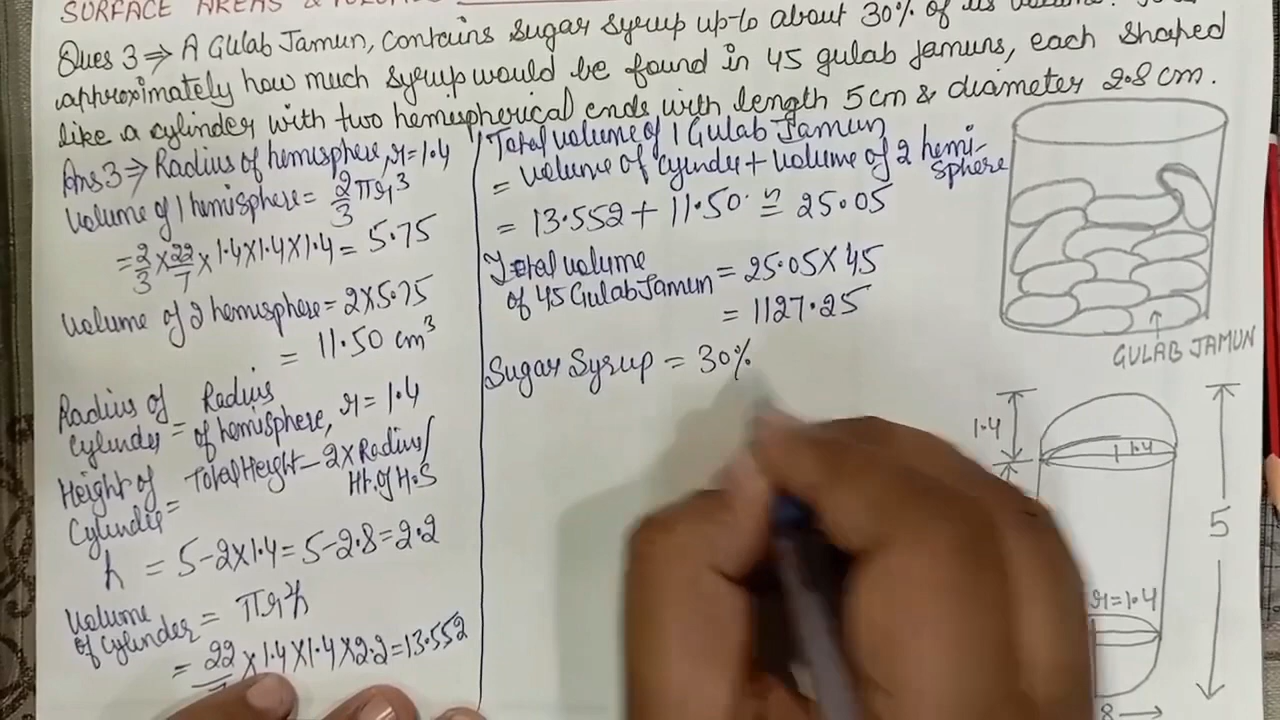 SURFACE AREAS &
Ques 3 ⇒ A Gulab Jamun, contains sugar syrup up-to about 30% of its
approximately how much syrup would be found in 45 gulab jamuns, each shaped
like a cylinder with two hemispherical ends with length 5 cm & diameter 2.8 cm.
Ans 3 ⇒ Radius of hemisphere, r = 1.4
Volume of 1 hemisphere = 2/3 πr³
= 2/3 × 22/7 × 1.4 × 1.4 × 1.4 = 5.75
Volume of 2 hemisphere = 2 × 5.75
= 11.50 cm³
Radius of cylinder = Radius of hemisphere, r = 1.4
Height of Cylinder = Total Height − 2 × Radius/ Ht. of H.S
h = 5 − 2 × 1.4 = 5 − 2.8 = 2.2
Volume of cylinder = πr²h
= 22/7 × 1.4 × 1.4 × 2.2 = 13.552
Total volume of 1 Gulab Jamun
= volume of cylinder + volume of 2 hemi-
sphere
= 13.552 + 11.50 ≅ 25.05
Total volume of 45 Gulab Jamun = 25.05 × 45
= 1127.25
Sugar Syrup = 30%
GULAB JAMUN
1.4
1.4
5
r = 1.4
8